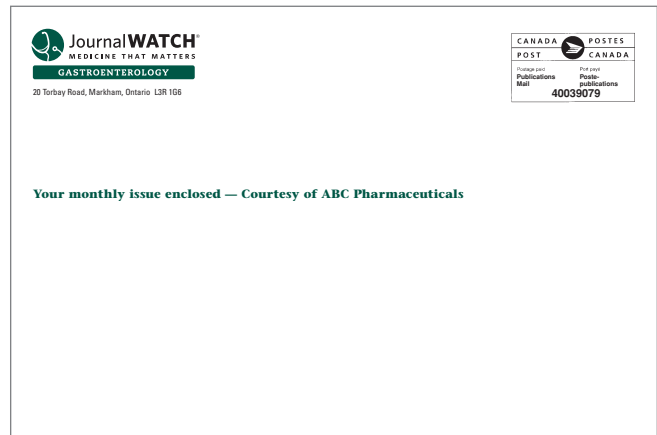 JournalWATCH®
MEDICINE THAT MATTERS
GASTROENTEROLOGY
20 Torbay Road, Markham, Ontario L3R 1G6
CANADA POSTES
POST CANADA
Postage paid Port payé
Publications Poste-
Mail publications
40039079
Your monthly issue enclosed — Courtesy of ABC Pharmaceuticals